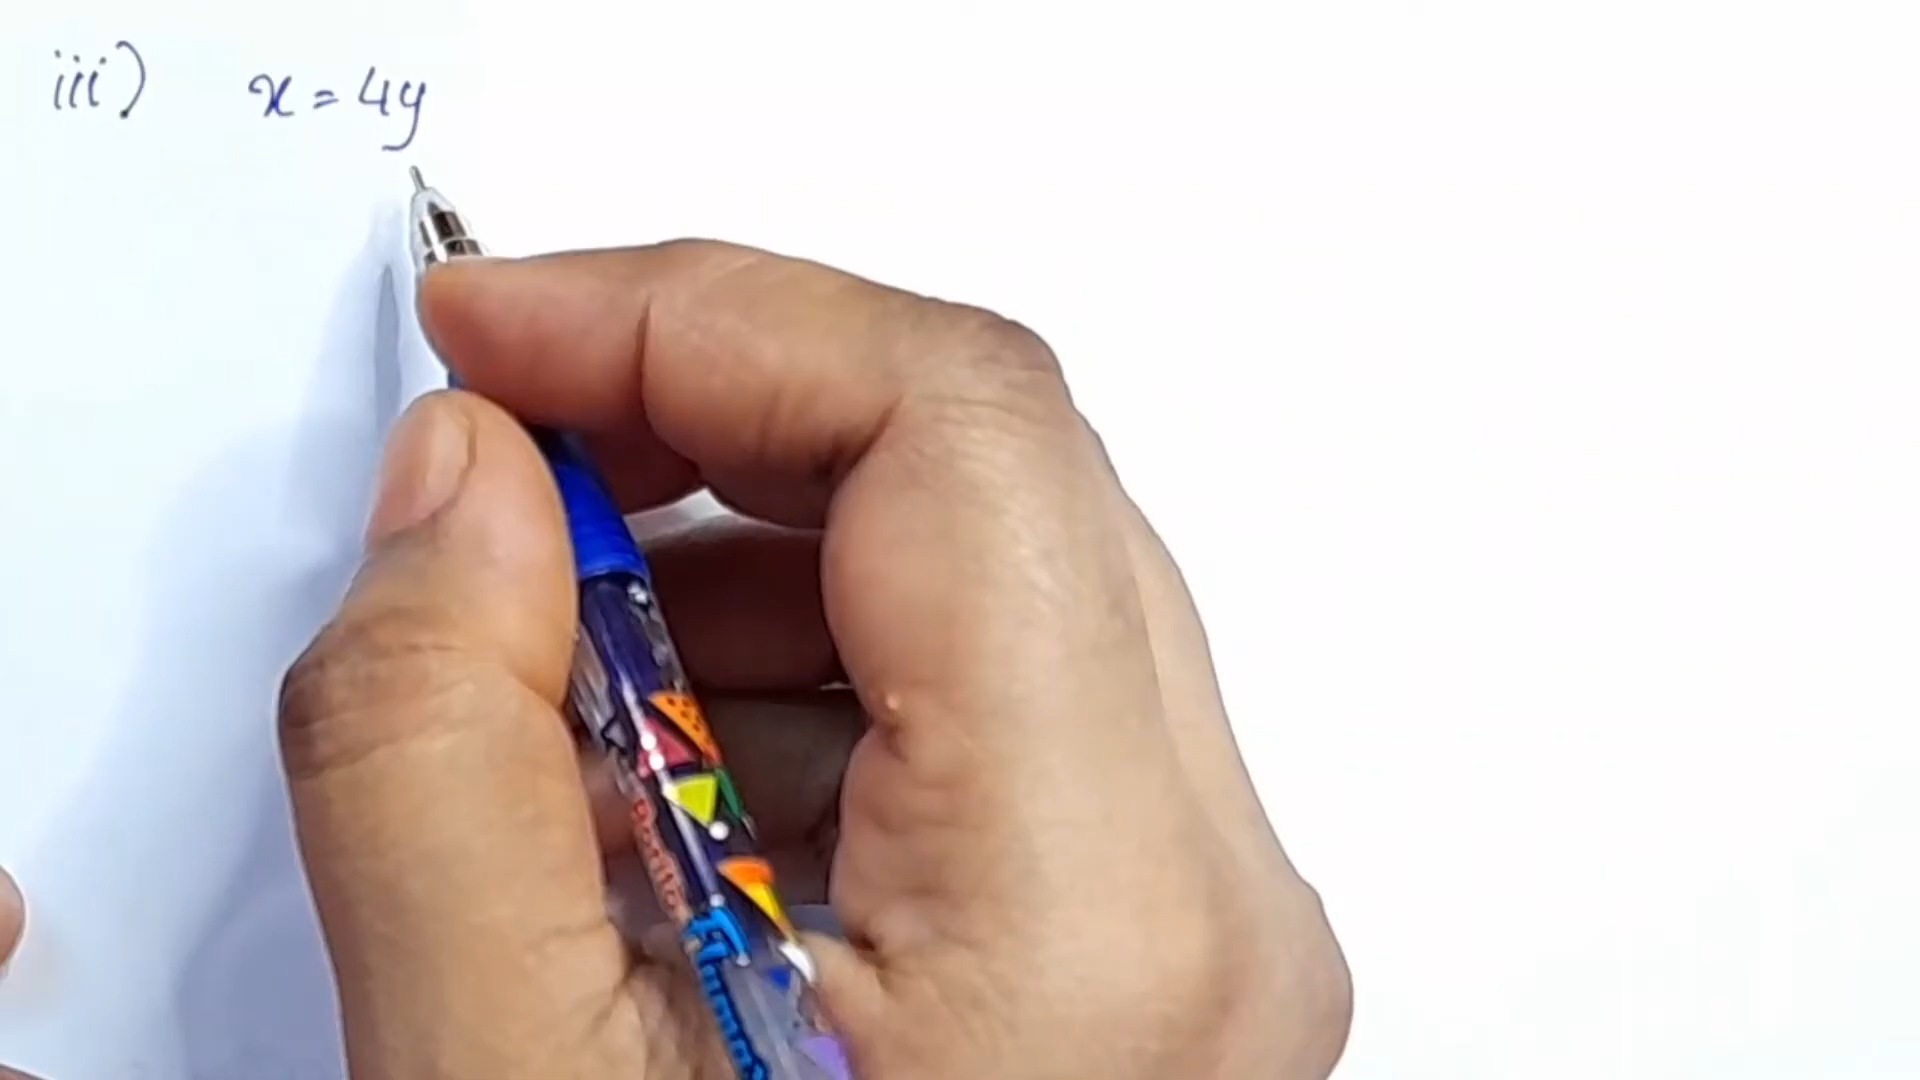 iii) x = 4y